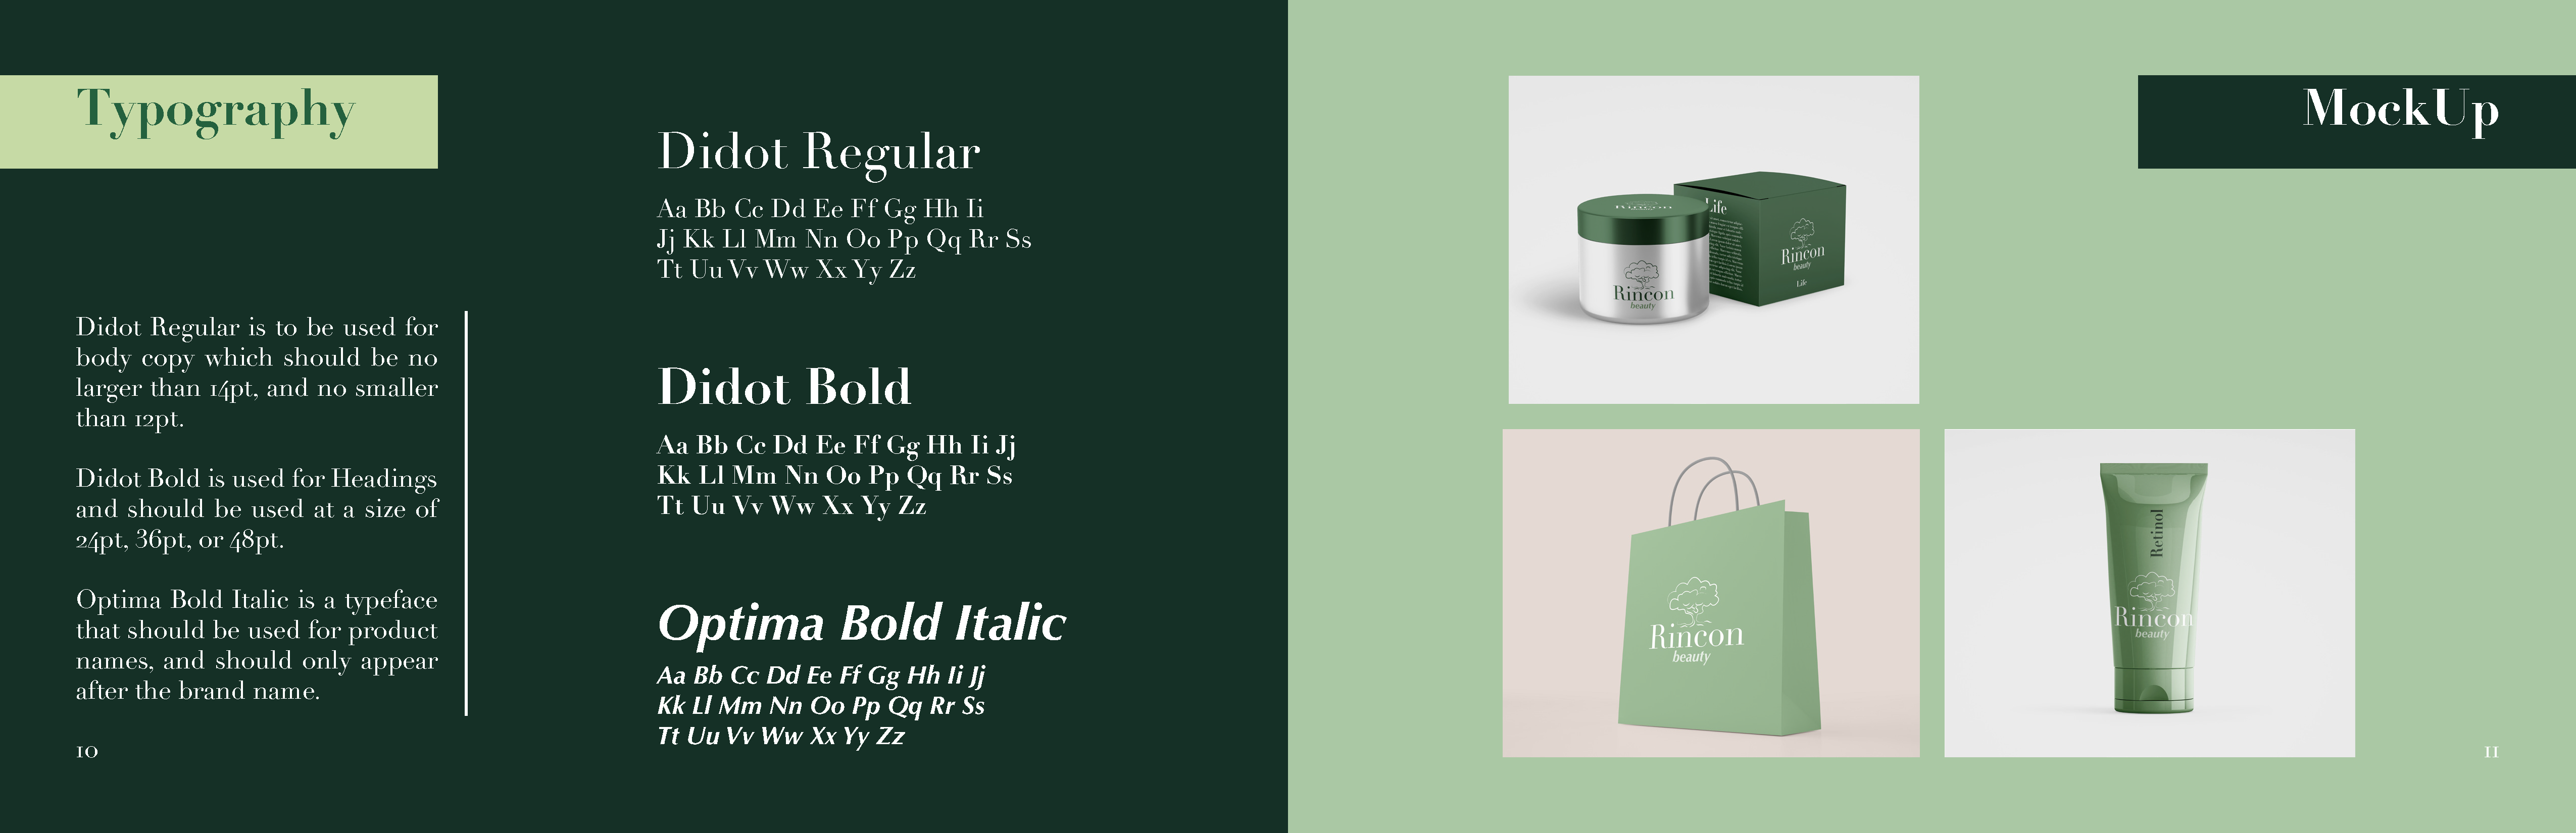 Typography
Didot Regular is to be used for
body copy which should be no
larger than 14pt, and no smaller
than 12pt.
Didot Bold is used for Headings
and should be used at a size of
24pt, 36pt, or 48pt.
Optima Bold Italic is a typeface
that should be used for product
names, and should only appear
after the brand name.
10
Didot Regular
Aa Bb Cc Dd Ee Ff Gg Hh Ii
Jj Kk Ll Mm Nn Oo Pp Qq Rr Ss
Tt Uu Vv Ww Xx Yy Zz
Didot Bold
Aa Bb Cc Dd Ee Ff Gg Hh Ii Jj
Kk Ll Mm Nn Oo Pp Qq Rr Ss
Tt Uu Vv Ww Xx Yy Zz
Optima Bold Italic
Aa Bb Cc Dd Ee Ff Gg Hh Ii Jj
Kk Ll Mm Nn Oo Pp Qq Rr Ss
Tt Uu Vv Ww Xx Yy Zz
MockUp
Rincon
Rincon
beauty
Life
Rincon
beauty
Life
Rincon
beauty
Retinol
Rincon
beauty
11